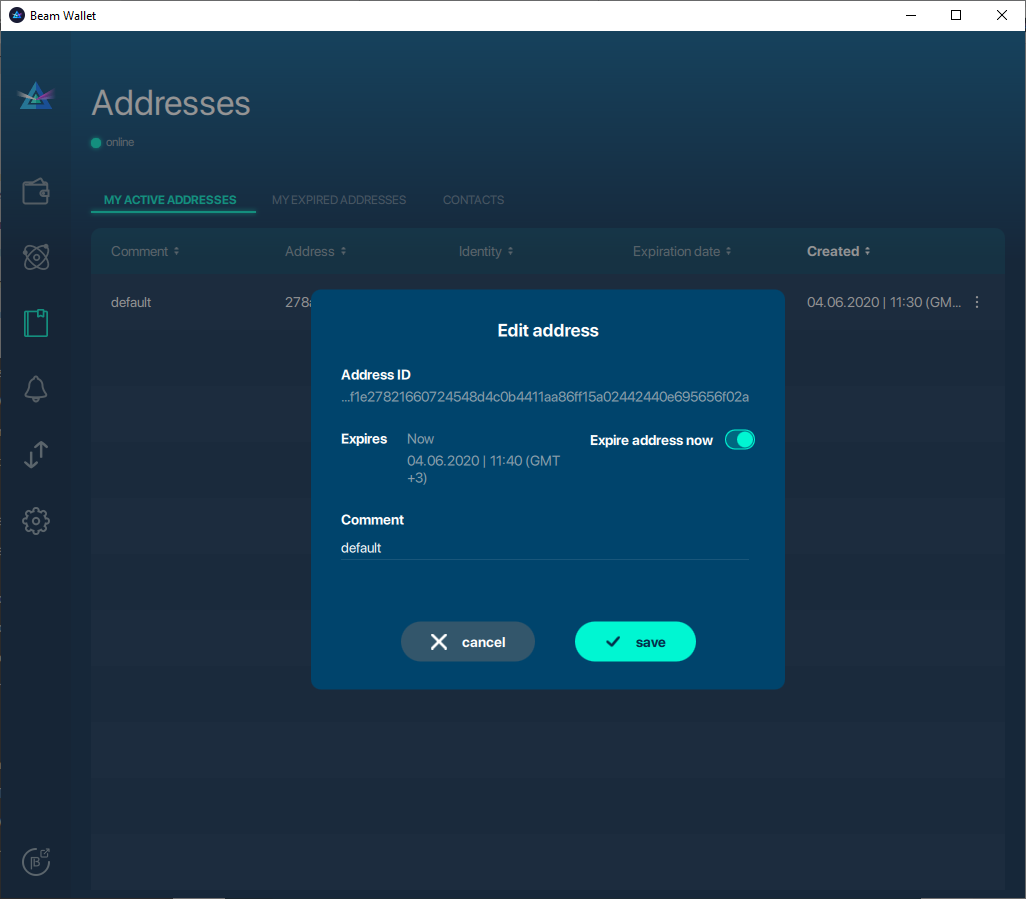 Beam Wallet
Addresses
online
MY ACTIVE ADDRESSES MY EXPIRED ADDRESSES CONTACTS
Comment Address Identity Expiration date Created
default 278a 04.06.2020 | 11:30 (GM...
Edit address
Address ID
...f1e27821660724548d4c0b4411aa86ff15a02442440e695656f02a
Expires Now Expire address now
04.06.2020 | 11:40 (GMT
+3)
Comment
default
cancel save